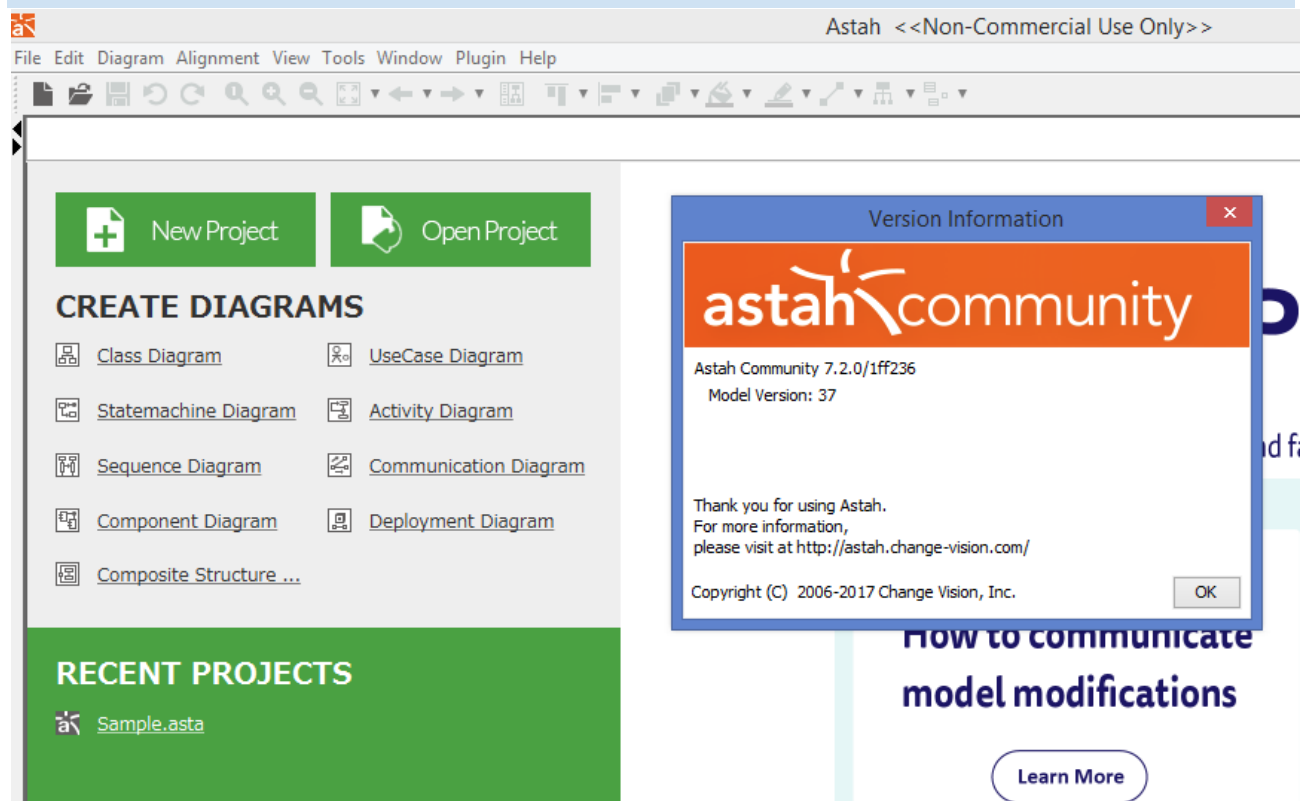 Astah <<Non-Commercial Use Only>>
File Edit Diagram Alignment View Tools Window Plugin Help
New Project
Open Project
CREATE DIAGRAMS
Class Diagram
UseCase Diagram
Statemachine Diagram
Activity Diagram
Sequence Diagram
Communication Diagram
Component Diagram
Deployment Diagram
Composite Structure ...
RECENT PROJECTS
Sample.asta
Version Information
astah community
Astah Community 7.2.0/1ff236
Model Version: 37
Thank you for using Astah.
For more information,
please visit at http://astah.change-vision.com/
Copyright (C) 2006-2017 Change Vision, Inc.
OK
How to communicate
model modifications
Learn More